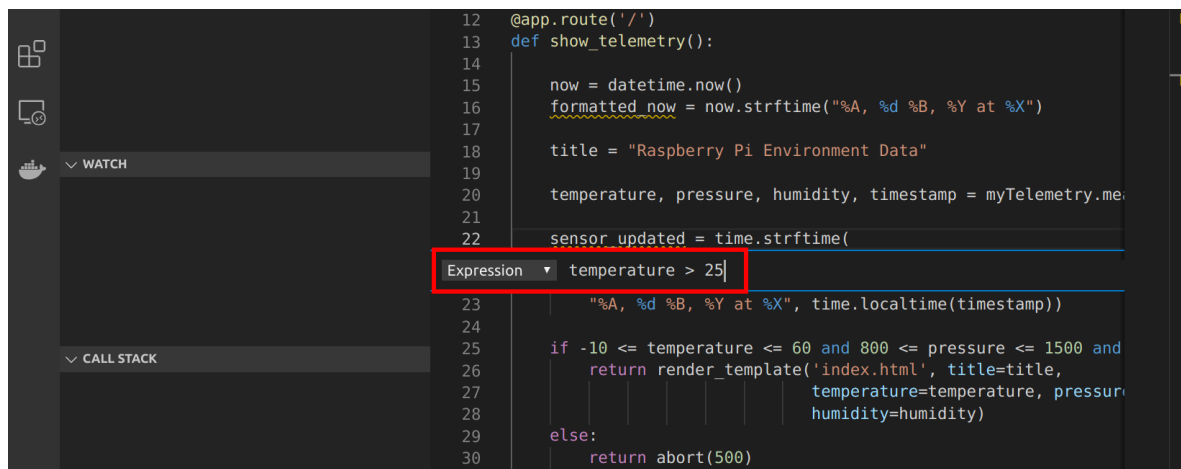 12 @app.route('/')
13 def show_telemetry():
14
15 now = datetime.now()
16 formatted_now = now.strftime("%A, %d %B, %Y at %X")
17
WATCH
18 title = "Raspberry Pi Environment Data"
19
20 temperature, pressure, humidity, timestamp = myTelemetry.mea
21
22 sensor_updated = time.strftime(
Expression ▼ temperature > 25
23 "%A, %d %B, %Y at %X", time.localtime(timestamp))
24
25 if -10 <= temperature <= 60 and 800 <= pressure <= 1500 and
CALL STACK
26 return render_template('index.html', title=title,
27 temperature=temperature, pressur
28 humidity=humidity)
29 else:
30 return abort(500)